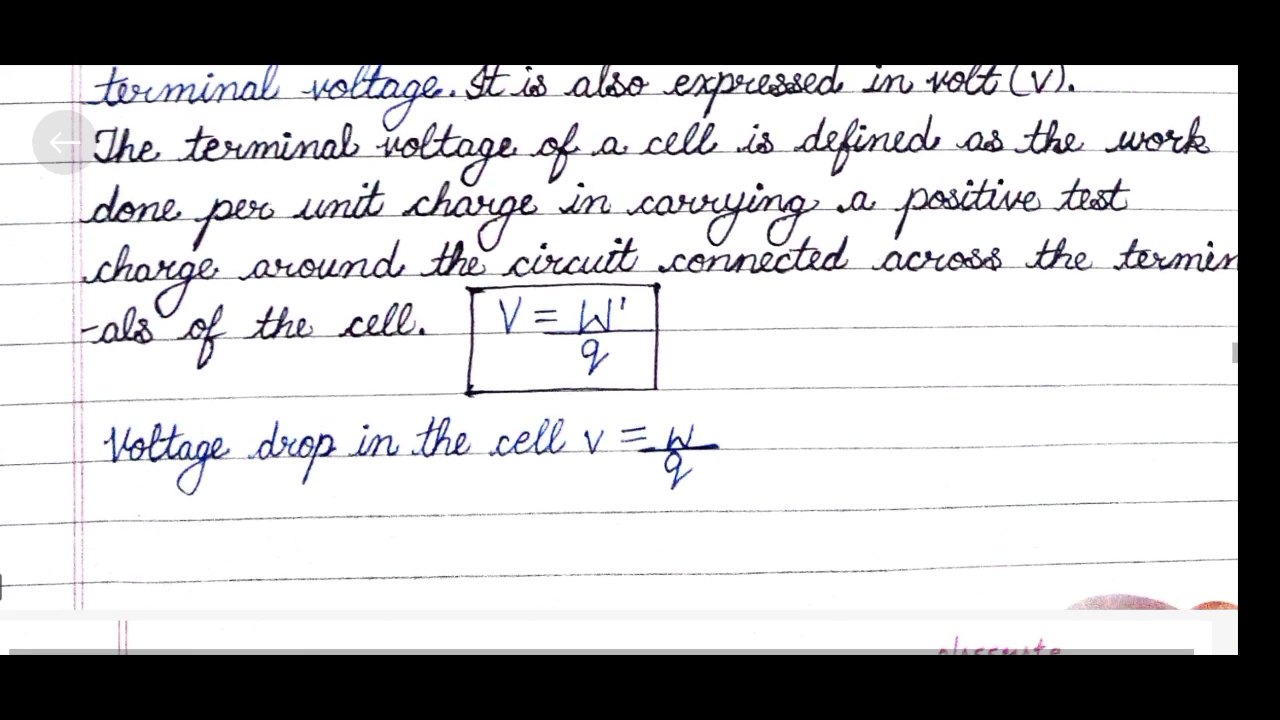 terminal voltage. It is also expressed in volt (V).
The terminal voltage of a cell is defined as the work
done per unit charge in carrying a positive test
charge around the circuit connected across the termin
-als of the cell. V = W'/q
Voltage drop in the cell v = W/q